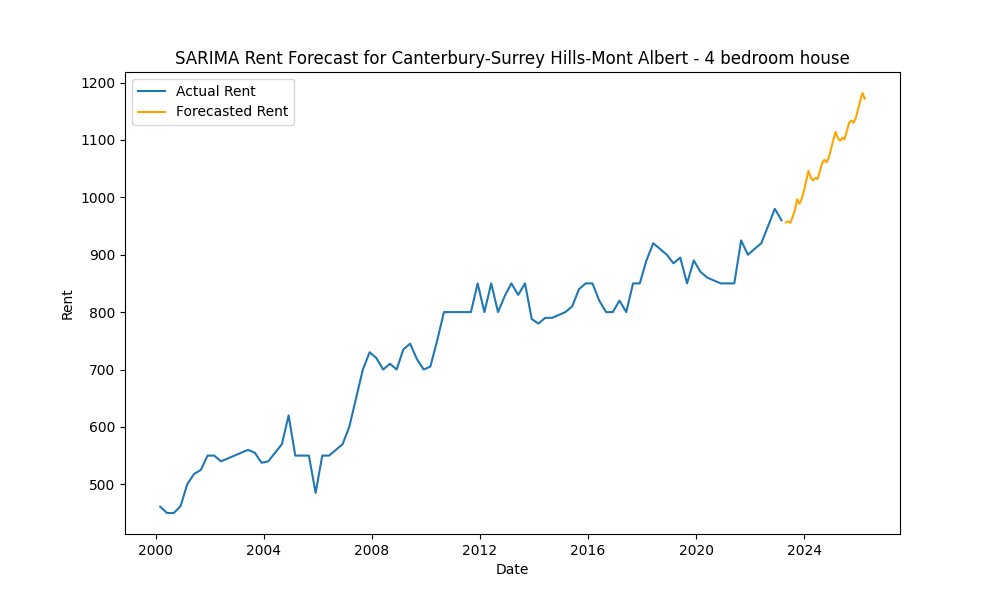 SARIMA Rent Forecast for Canterbury-Surrey Hills-Mont Albert - 4 bedroom house
Actual Rent
Forecasted Rent
1200
1100
1000
900
800
700
600
500
Rent
2000 2004 2008 2012 2016 2020 2024
Date